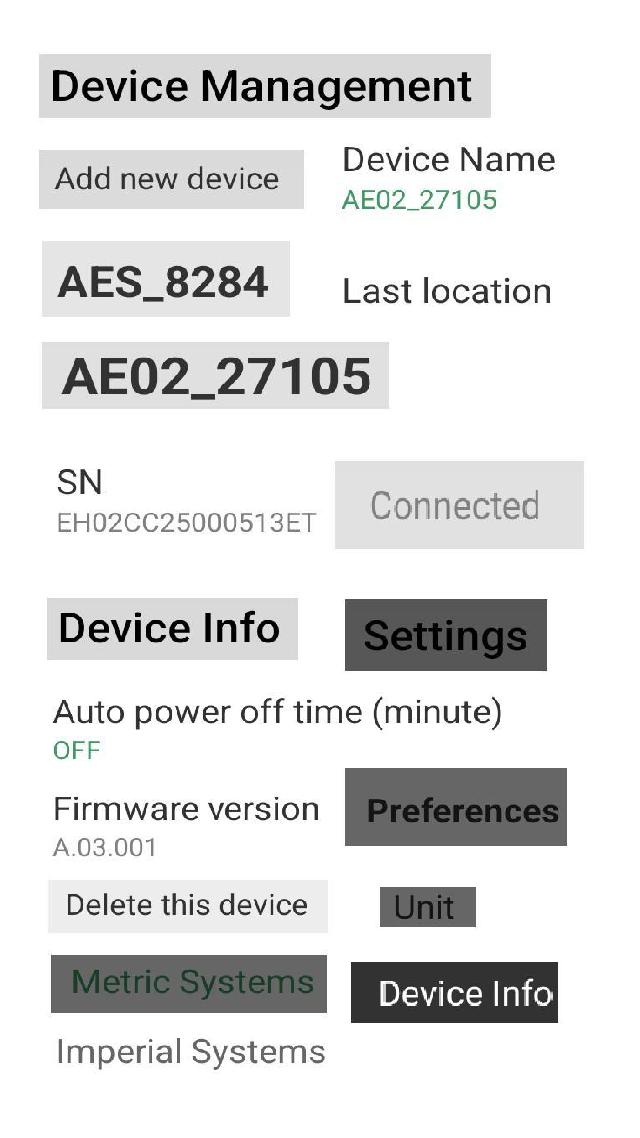 Device Management
Add new device
Device Name
AE02_27105
AES_8284
Last location
AE02_27105
SN
EH02CC25000513ET
Connected
Device Info
Settings
Auto power off time (minute)
OFF
Firmware version
A.03.001
Preferences
Delete this device
Unit
Metric Systems
Device Info
Imperial Systems